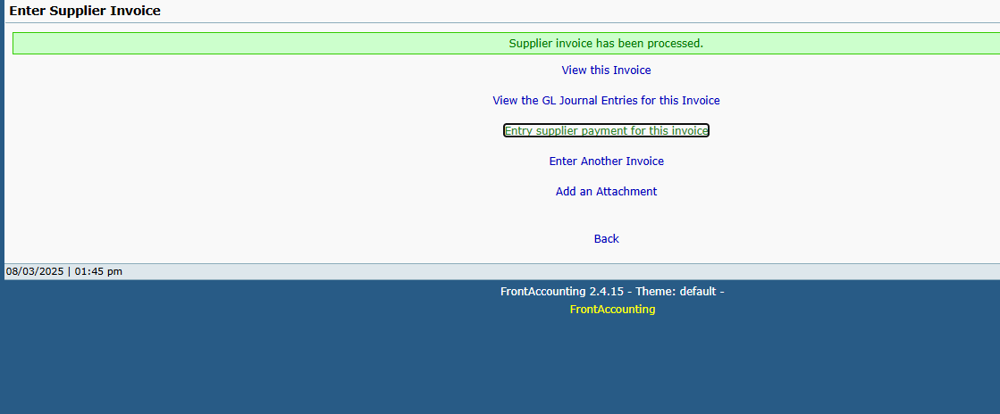 Enter Supplier Invoice
Supplier invoice has been processed.
View this Invoice
View the GL Journal Entries for this Invoice
Entry supplier payment for this invoice
Enter Another Invoice
Add an Attachment
Back
08/03/2025 | 01:45 pm
FrontAccounting 2.4.15 - Theme: default -
FrontAccounting